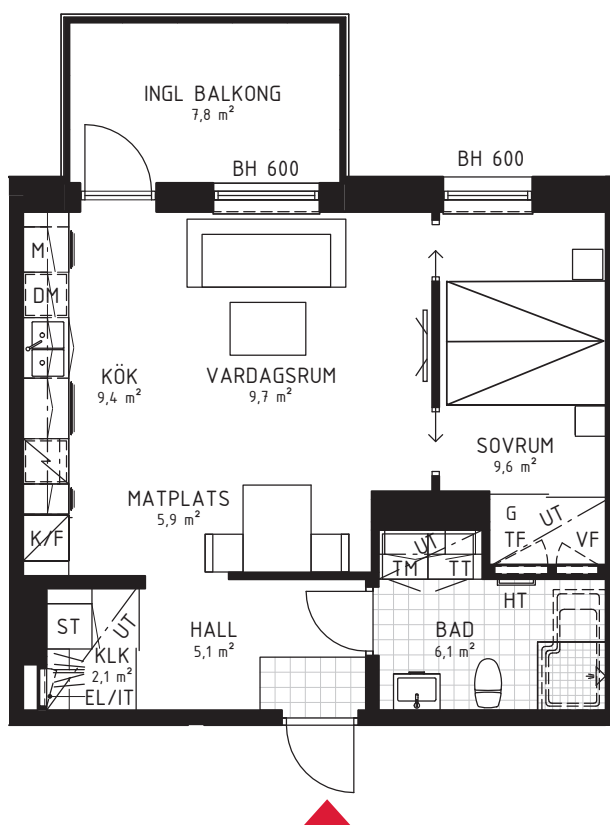 INGL BALKONG
7,8 m²
BH 600
BH 600
M
DM
KÖK
9,4 m²
VARDAGSRUM
9,7 m²
SOVRUM
9,6 m²
MATPLATS
5,9 m²
K/F
G
UT
TF
VF
UT
TM
TT
HT
ST
UT
KLK
2,1 m²
EL/IT
HALL
5,1 m²
BAD
6,1 m²